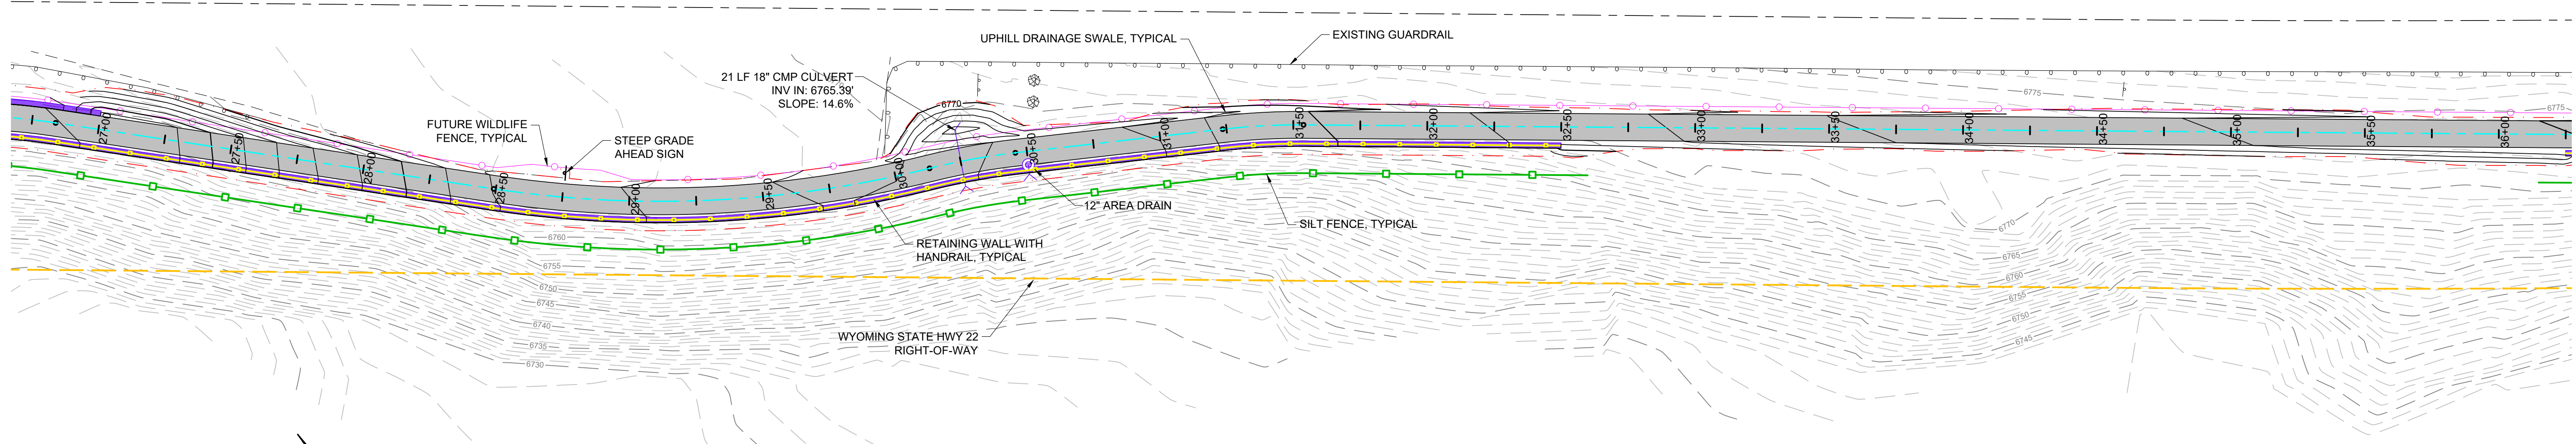 UPHILL DRAINAGE SWALE, TYPICAL
EXISTING GUARDRAIL
21 LF 18" CMP CULVERT
INV IN: 6765.39'
SLOPE: 14.6%
6770
6775
6775
FUTURE WILDLIFE
FENCE, TYPICAL
STEEP GRADE
AHEAD SIGN
27+00
27+50
28+00
28+50
29+00
29+50
30+00
30+50
31+00
31+50
32+00
32+50
33+00
33+50
34+00
34+50
35+00
35+50
36+00
12" AREA DRAIN
SILT FENCE, TYPICAL
RETAINING WALL WITH
HANDRAIL, TYPICAL
6760
6755
6750
6745
6740
6735
6730
6770
6765
6760
6755
6750
6745
WYOMING STATE HWY 22
RIGHT-OF-WAY